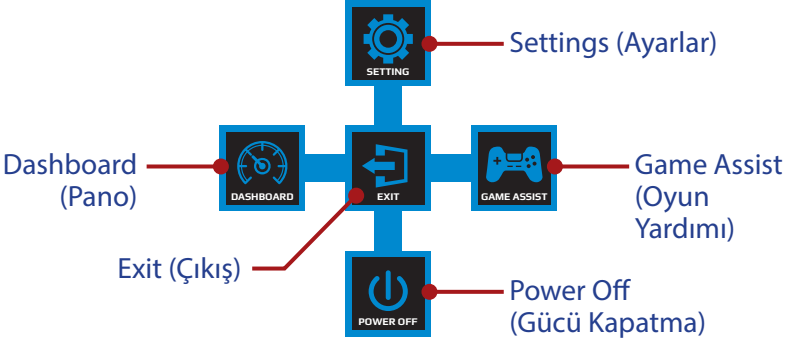 SETTING
Settings (Ayarlar)
Dashboard
(Pano)
DASHBOARD
EXIT
GAME ASSIST
Game Assist
(Oyun
Yardımı)
Exit (Çıkış)
POWER OFF
Power Off
(Gücü Kapatma)